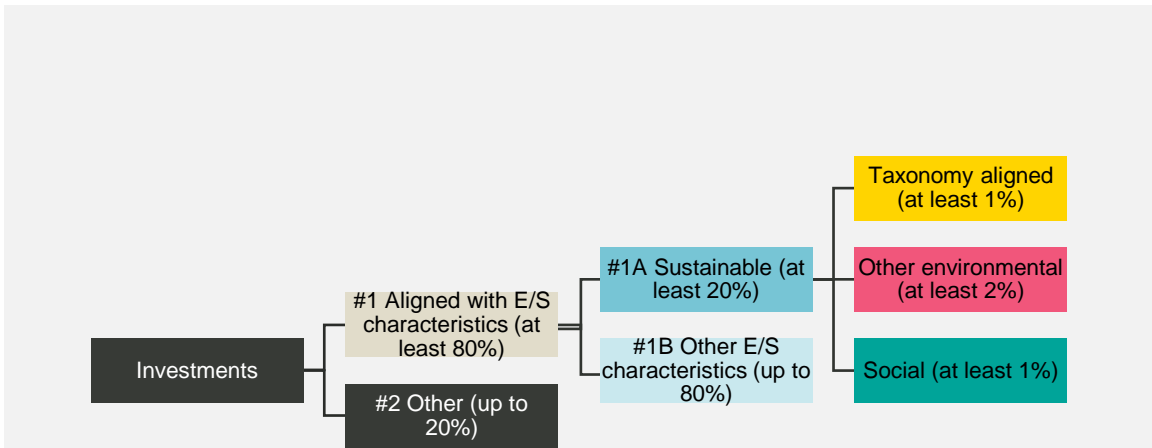 Investments
#1 Aligned with E/S
characteristics (at
least 80%)
#2 Other (up to
20%)
#1A Sustainable (at
least 20%)
#1B Other E/S
characteristics (up to
80%)
Taxonomy aligned
(at least 1%)
Other environmental
(at least 2%)
Social (at least 1%)